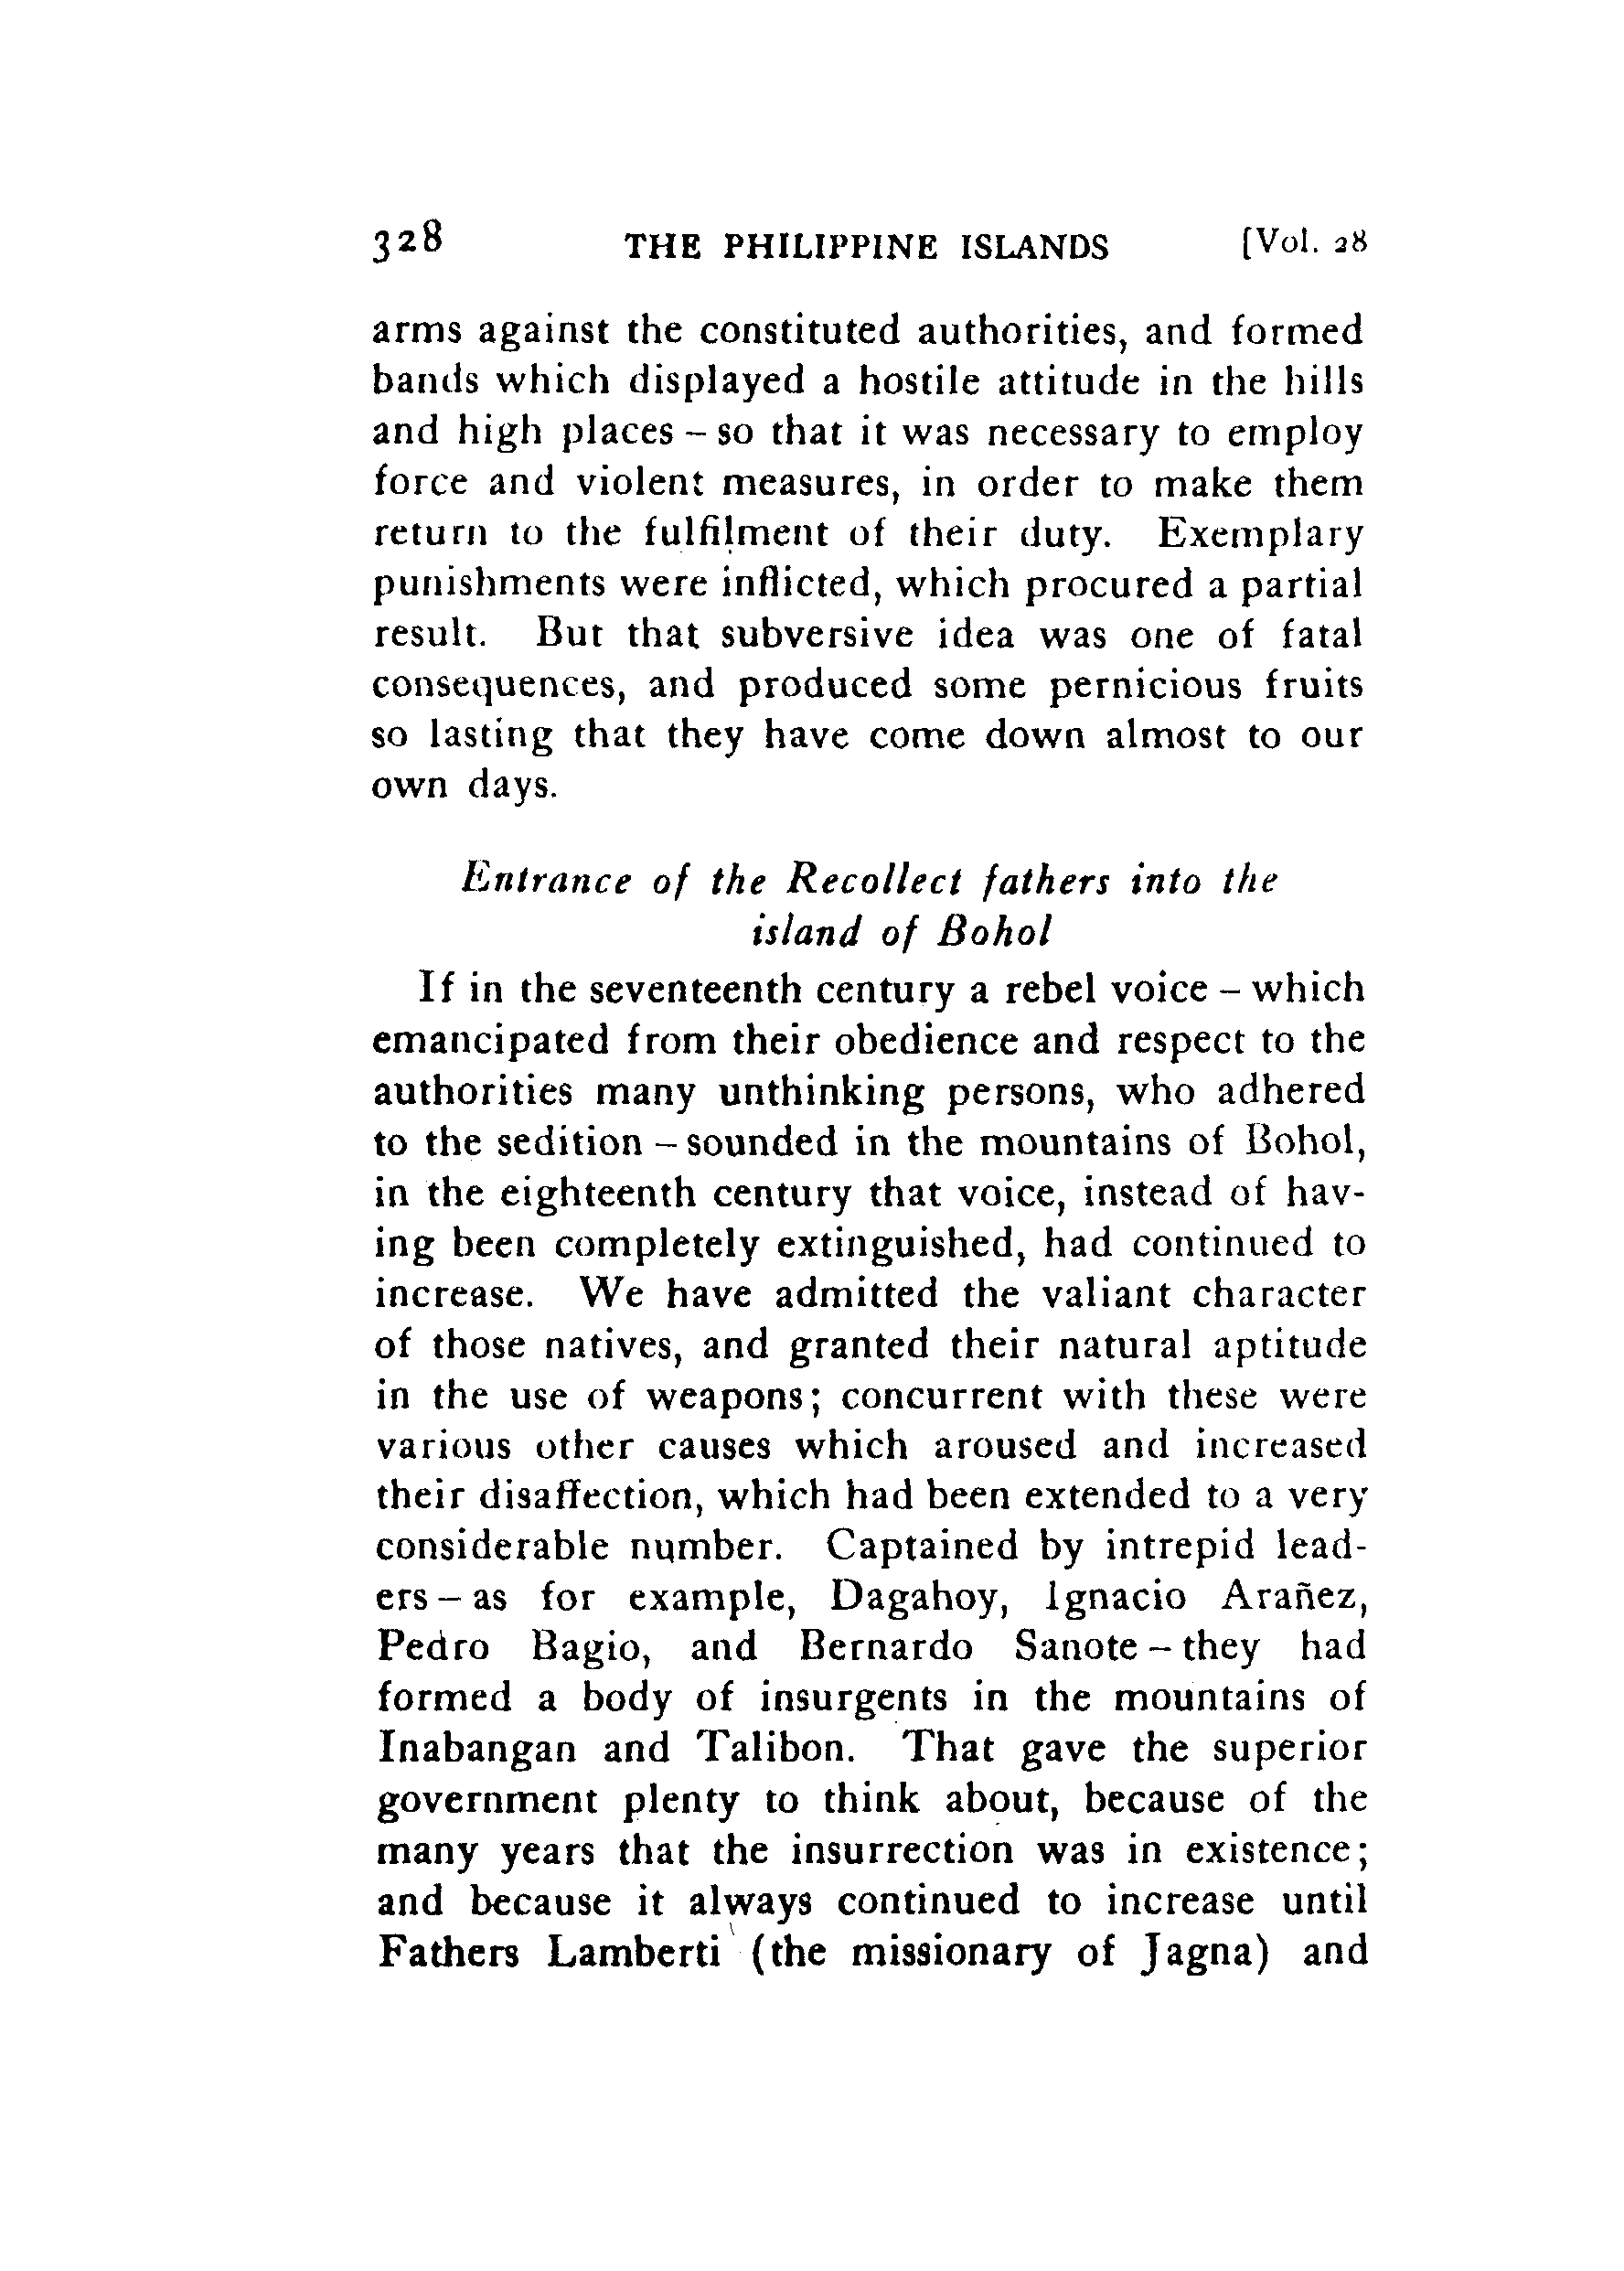 328 THE PHILIPPINE ISLANDS [Vol. 28
arms against the constituted authorities, and formed
bands which displayed a hostile attitude in the hills
and high places – so that it was necessary to employ
force and violent measures, in order to make them
return to the fulfilment of their duty. Exemplary
punishments were inflicted, which procured a partial
result. But that subversive idea was one of fatal
consequences, and produced some pernicious fruits
so lasting that they have come down almost to our
own days.
Entrance of the Recollect fathers into the
island of Bohol
If in the seventeenth century a rebel voice – which
emancipated from their obedience and respect to the
authorities many unthinking persons, who adhered
to the sedition – sounded in the mountains of Bohol,
in the eighteenth century that voice, instead of hav-
ing been completely extinguished, had continued to
increase. We have admitted the valiant character
of those natives, and granted their natural aptitude
in the use of weapons; concurrent with these were
various other causes which aroused and increased
their disaffection, which had been extended to a very
considerable number. Captained by intrepid lead-
ers – as for example, Dagahoy, Ignacio Arañez,
Pedro Bagio, and Bernardo Sanote – they had
formed a body of insurgents in the mountains of
Inabangan and Talibon. That gave the superior
government plenty to think about, because of the
many years that the insurrection was in existence;
and because it always continued to increase until
Fathers Lamberti (the missionary of Jagna) and